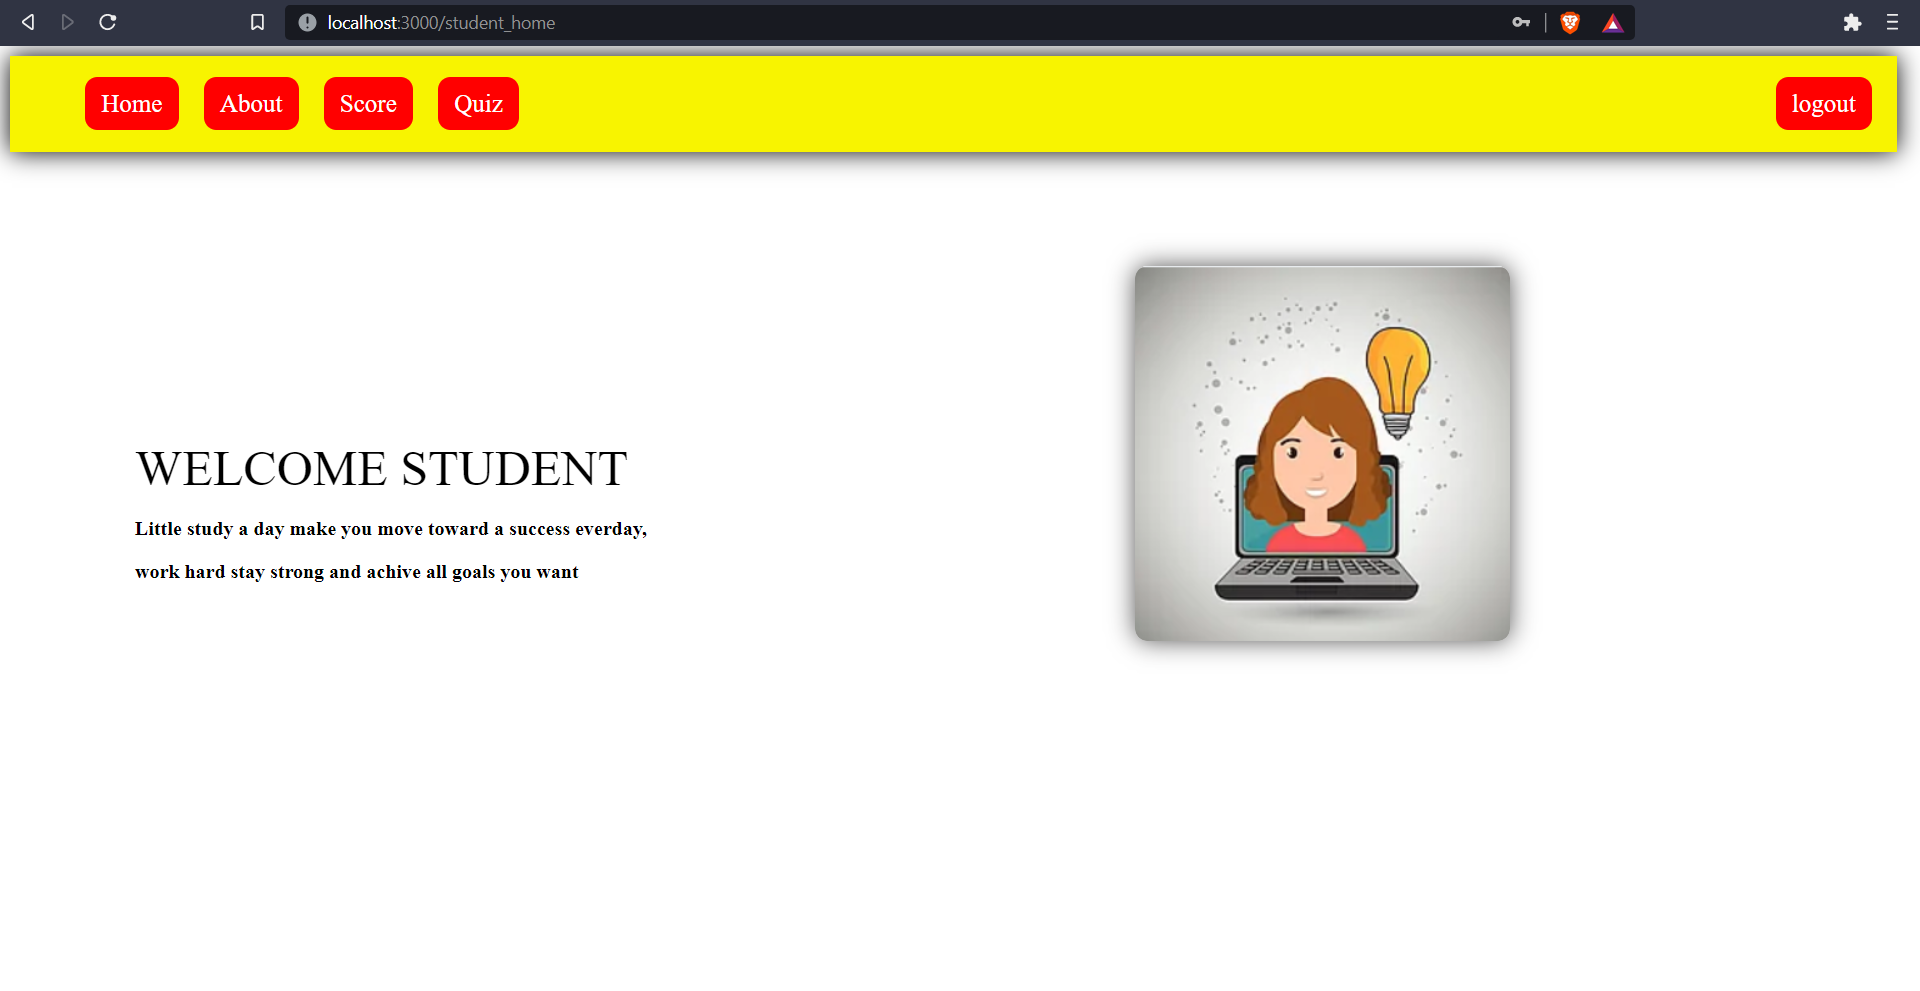 localhost:3000/student_home
Home About Score Quiz logout
WELCOME STUDENT
Little study a day make you move toward a success everday,
work hard stay strong and achive all goals you want